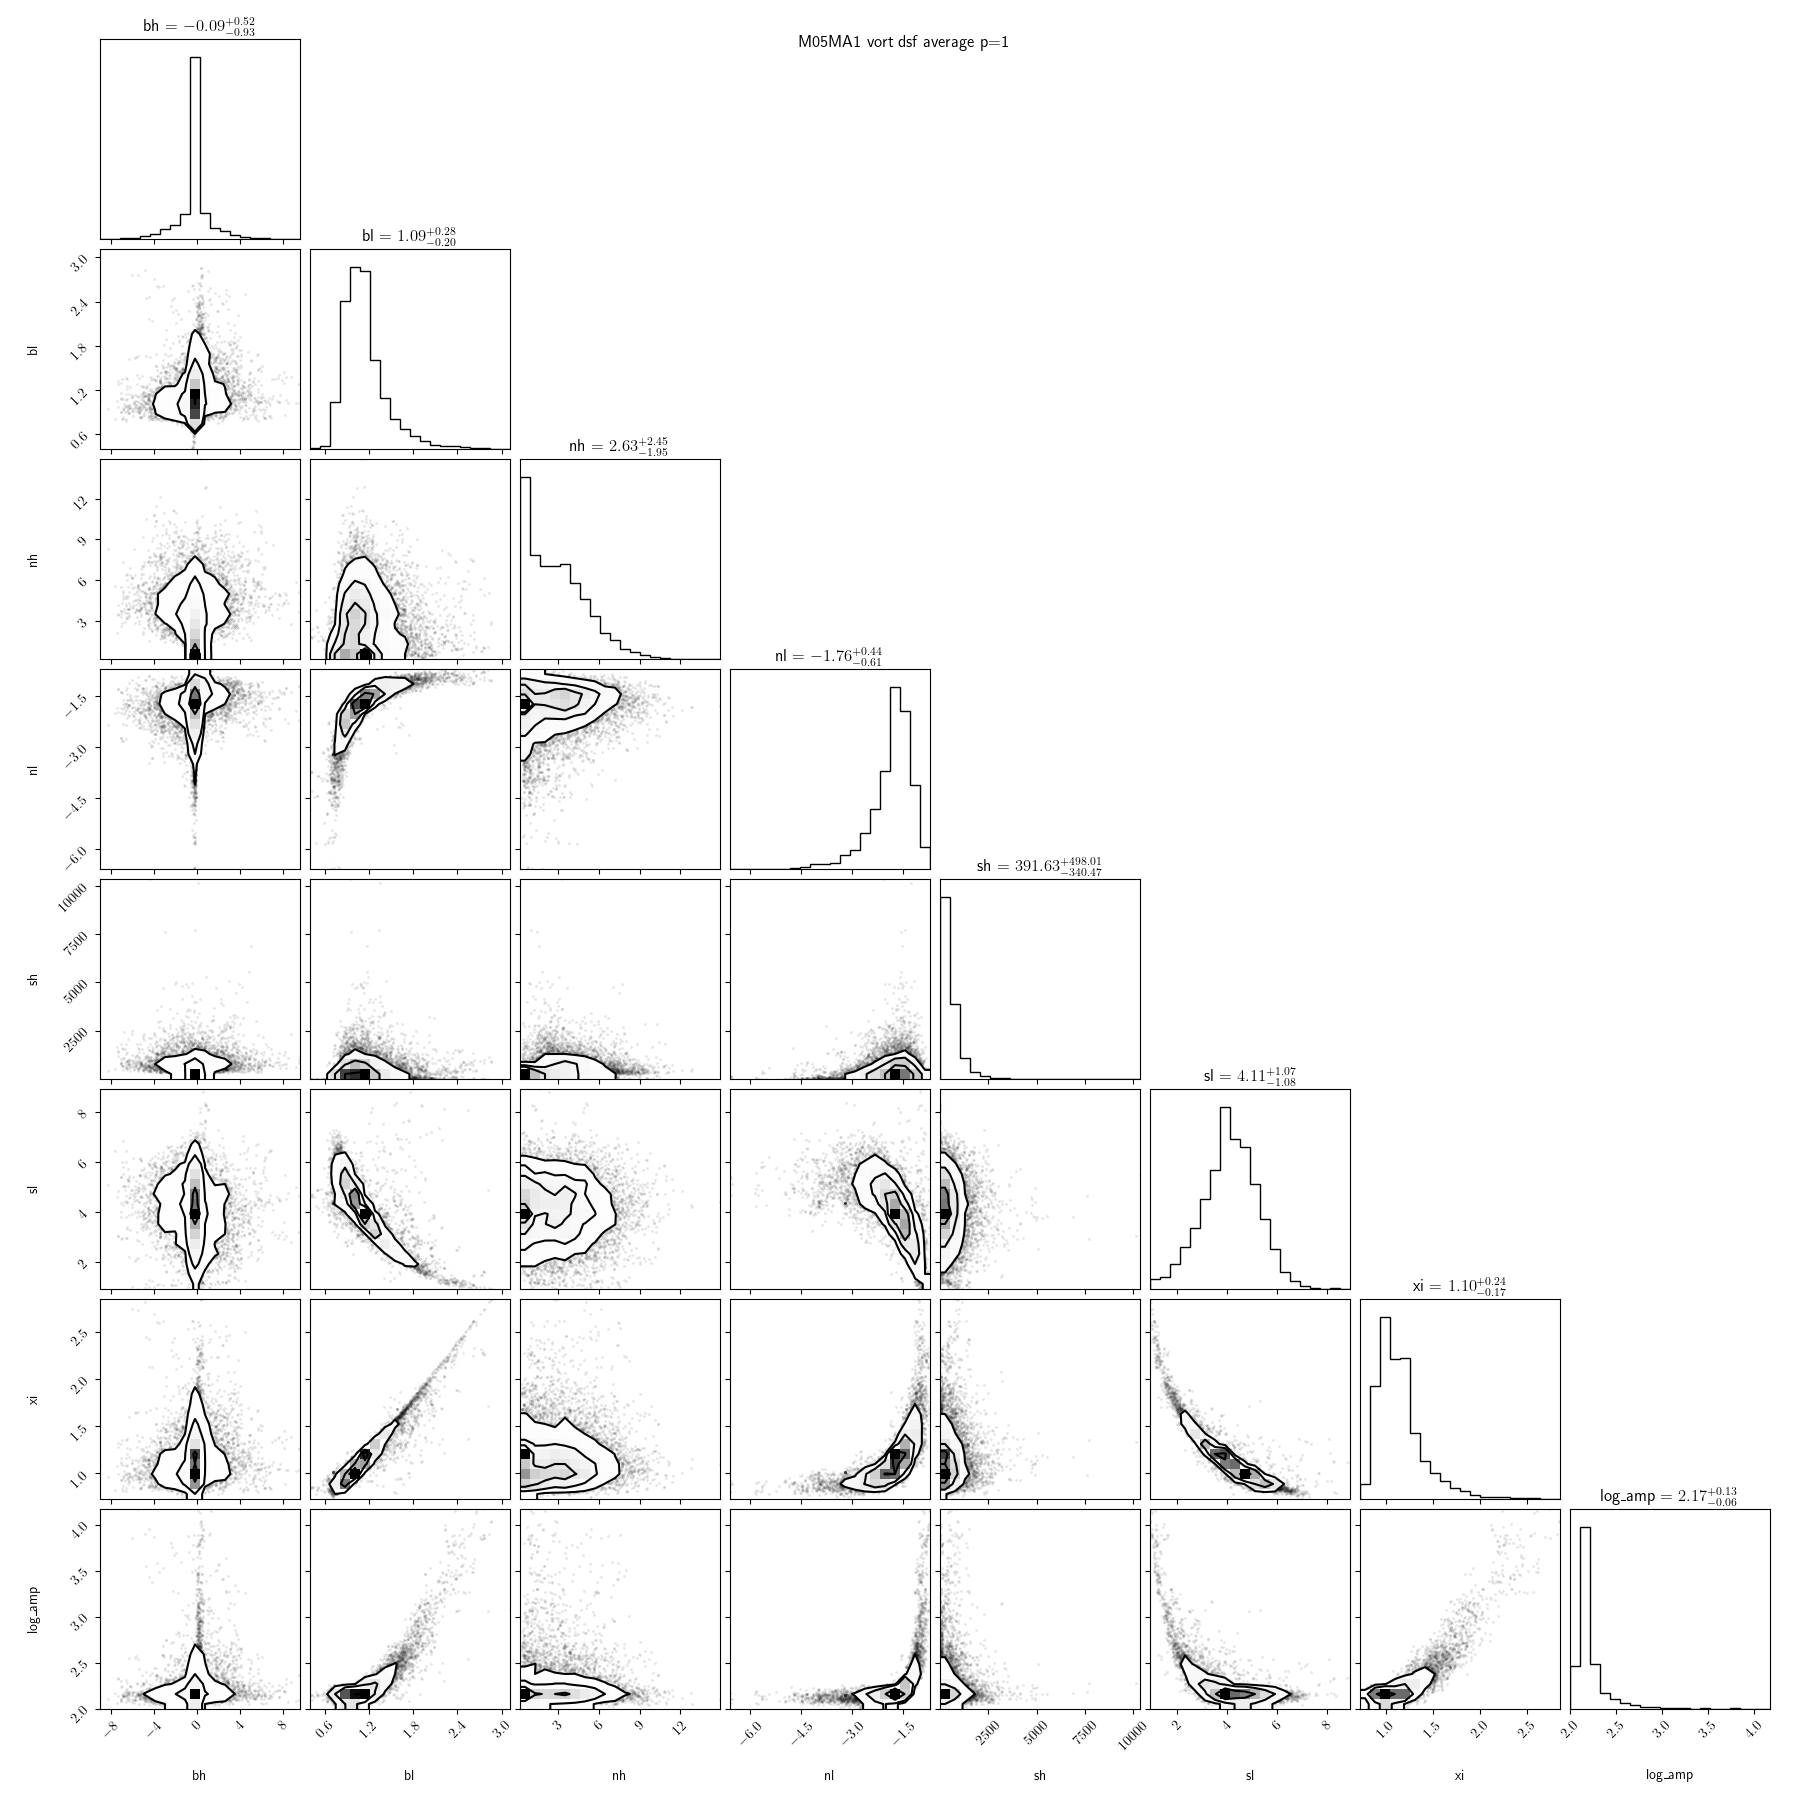 M05MA1 vort dsf average p=1
bh = −0.09 +0.52 −0.93
bl = 1.09 +0.28 −0.20
bl
3.0
2.4
1.8
1.2
0.6
nh = 2.63 +2.45 −1.95
nh
12
9
6
3
nl = −1.76 +0.44 −0.61
nl
−1.5
−3.0
−4.5
−6.0
sh = 391.63 +498.01 −340.47
sh
10000
7500
5000
2500
sl = 4.11 +1.07 −1.08
sl
8
6
4
2
xi = 1.10 +0.24 −0.17
xi
2.5
2.0
1.5
1.0
log_amp = 2.17 +0.13 −0.06
log_amp
4.0
3.5
3.0
2.5
2.0
−8 −4 0 4 8 0.6 1.2 1.8 2.4 3.0 3 6 9 12 −6.0 −4.5 −3.0 −1.5 2500 5000 7500 10000 2 4 6 8 1.0 1.5 2.0 2.5 2.0 2.5 3.0 3.5 4.0
bh bl nh nl sh sl xi log_amp